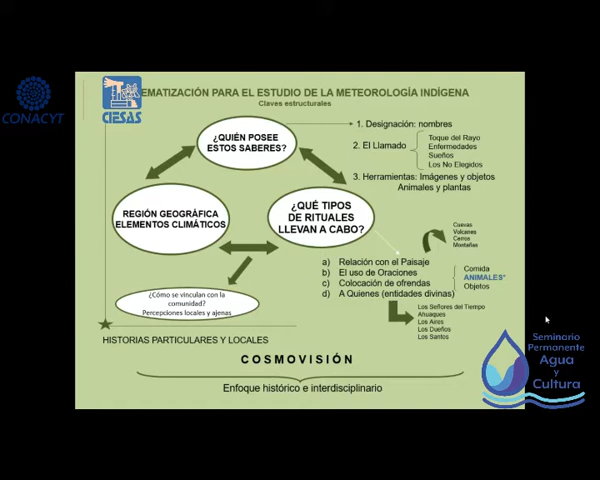 CONACYT
CIESAS
EMATIZACIÓN PARA EL ESTUDIO DE LA METEOROLOGÍA INDÍGENA
Claves estructurales
¿QUIÉN POSEE
ESTOS SABERES?
1. Designación: nombres
2. El Llamado
Toque del Rayo
Enfermedades
Sueños
Los No Elegidos
3. Herramientas: Imágenes y objetos
Animales y plantas
REGIÓN GEOGRÁFICA
ELEMENTOS CLIMÁTICOS
¿QUÉ TIPOS
DE RITUALES
LLEVAN A CABO?
Cuevas
Volcanes
Cerros
Montañas
a) Relación con el Paisaje
b) El uso de Oraciones
c) Colocación de ofrendas
d) A Quienes (entidades divinas)
Comida
ANIMALES*
Objetos
¿Cómo se vinculan con la
comunidad?
Percepciones locales y ajenas
Los Señores del Tiempo
Ahuaques
Los Aires
Los Dueños
Los Santos
HISTORIAS PARTICULARES Y LOCALES
COSMOVISIÓN
Enfoque histórico e interdisciplinario
Seminario
Permanente
Agua
y
Cultura